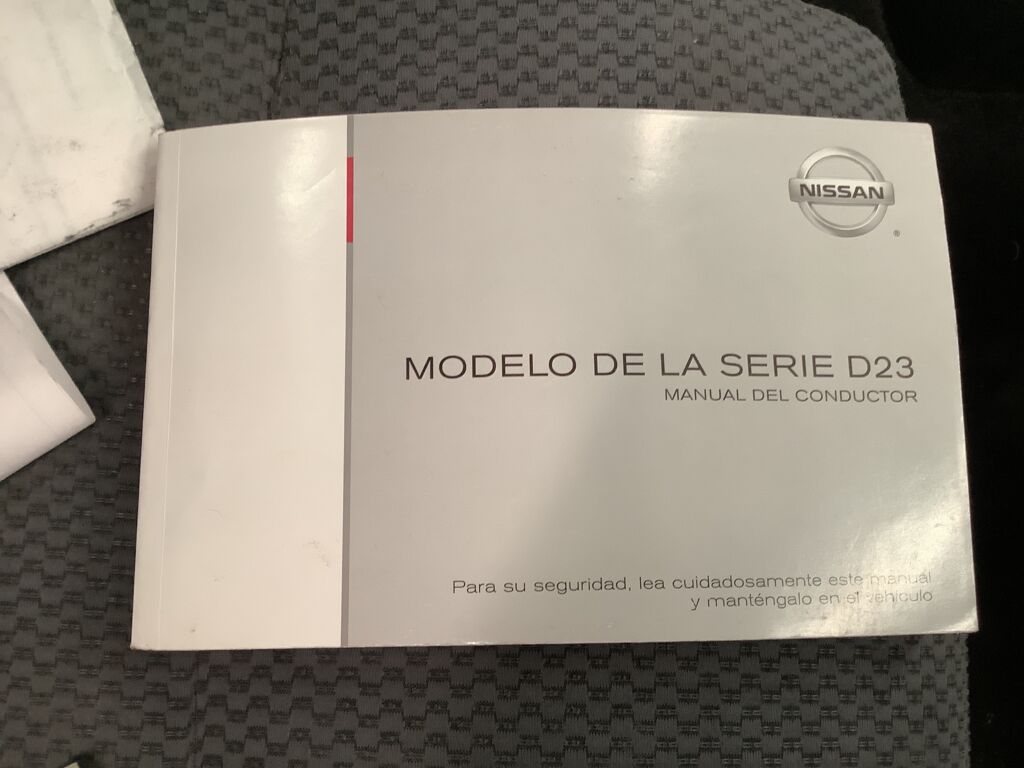 NISSAN
MODELO DE LA SERIE D23
MANUAL DEL CONDUCTOR
Para su seguridad, lea cuidadosamente este manual
y manténgalo en el vehículo